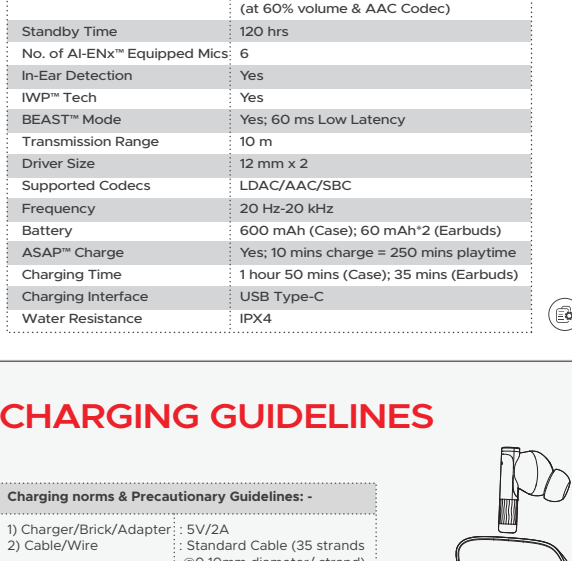 (at 60% volume & AAC Codec)
Standby Time 120 hrs
No. of AI-ENx™ Equipped Mics 6
In-Ear Detection Yes
IWP™ Tech Yes
BEAST™ Mode Yes; 60 ms Low Latency
Transmission Range 10 m
Driver Size 12 mm x 2
Supported Codecs LDAC/AAC/SBC
Frequency 20 Hz-20 kHz
Battery 600 mAh (Case); 60 mAh*2 (Earbuds)
ASAP™ Charge Yes; 10 mins charge = 250 mins playtime
Charging Time 1 hour 50 mins (Case); 35 mins (Earbuds)
Charging Interface USB Type-C
Water Resistance IPX4
CHARGING GUIDELINES
Charging norms & Precautionary Guidelines: -
1) Charger/Brick/Adapter : 5V/2A
2) Cable/Wire : Standard Cable (35 strands
@0.10mm diameter/ strand)